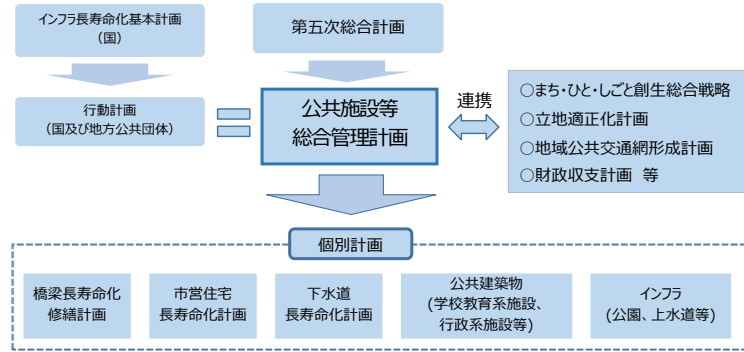 インフラ長寿命化基本計画
(国)
第五次総合計画
行動計画
(国及び地方公共団体)
公共施設等
総合管理計画
連携
○まち・ひと・しごと創生総合戦略
○立地適正化計画
○地域公共交通網形成計画
○財政収支計画 等
個別計画
橋梁長寿命化
修繕計画
市営住宅
長寿命化計画
下水道
長寿命化計画
公共建築物
(学校教育系施設、
行政系施設等)
インフラ
(公園、上水道等)